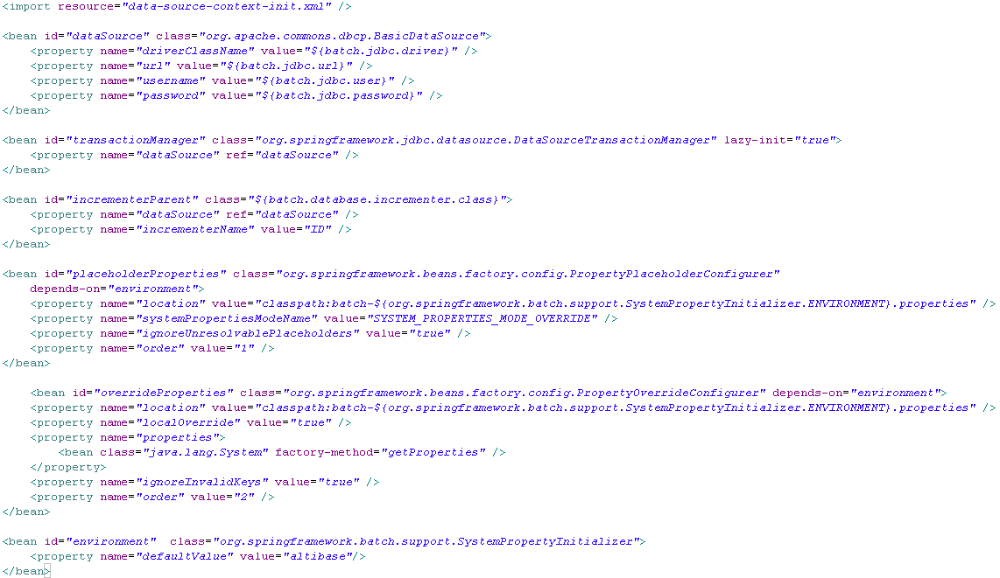 <import resource="data-source-context-init.xml" />
<bean id="dataSource" class="org.apache.commons.dbcp.BasicDataSource">
<property name="driverClassName" value="${batch.jdbc.driver}" />
<property name="url" value="${batch.jdbc.url}" />
<property name="username" value="${batch.jdbc.user}" />
<property name="password" value="${batch.jdbc.password}" />
</bean>
<bean id="transactionManager" class="org.springframework.jdbc.datasource.DataSourceTransactionManager" lazy-init="true">
<property name="dataSource" ref="dataSource" />
</bean>
<bean id="incrementerParent" class="${batch.database.incrementer.class}">
<property name="dataSource" ref="dataSource" />
<property name="incrementerName" value="ID" />
</bean>
<bean id="placeholderProperties" class="org.springframework.beans.factory.config.PropertyPlaceholderConfigurer"
depends-on="environment">
<property name="location" value="classpath:batch-${org.springframework.batch.support.SystemPropertyInitializer.ENVIRONMENT}.properties" />
<property name="systemPropertiesModeName" value="SYSTEM_PROPERTIES_MODE_OVERRIDE" />
<property name="ignoreUnresolvablePlaceholders" value="true" />
<property name="order" value="1" />
</bean>
<bean id="overrideProperties" class="org.springframework.beans.factory.config.PropertyOverrideConfigurer" depends-on="environment">
<property name="location" value="classpath:batch-${org.springframework.batch.support.SystemPropertyInitializer.ENVIRONMENT}.properties" />
<property name="localOverride" value="true" />
<property name="properties">
<bean class="java.lang.System" factory-method="getProperties" />
</property>
<property name="ignoreInvalidKeys" value="true" />
<property name="order" value="2" />
</bean>
<bean id="environment"  class="org.springframework.batch.support.SystemPropertyInitializer">
<property name="defaultValue" value="altibase"/>
</bean>